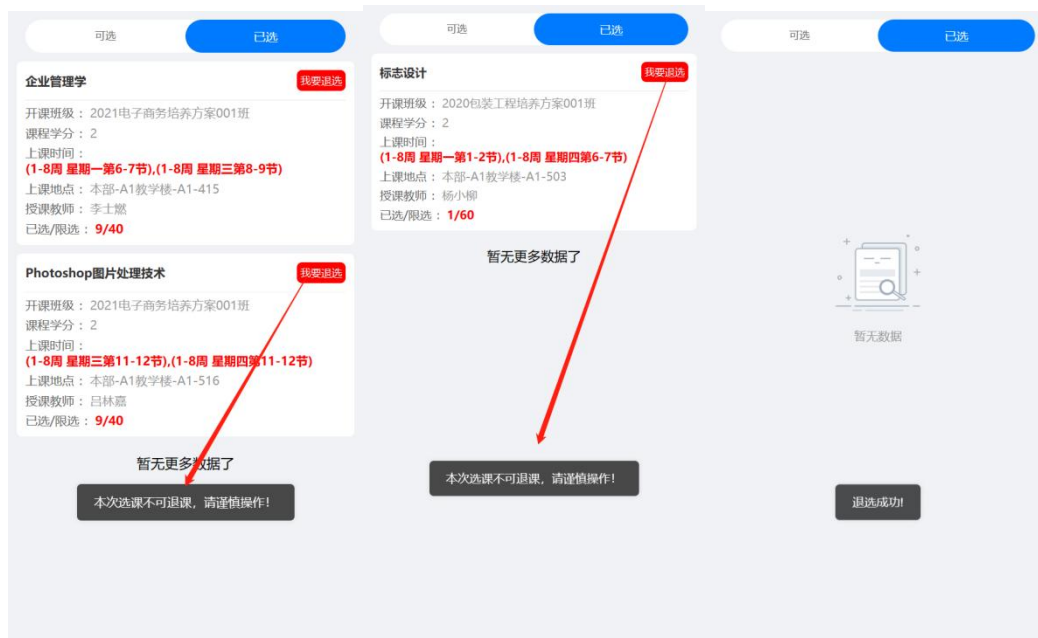 可选
已选
企业管理学
我要退选
开课班级： 2021电子商务培养方案001班
课程学分： 2
上课时间：
(1-8周 星期一第6-7节),(1-8周 星期三第8-9节)
上课地点： 本部-A1教学楼-A1-415
授课教师： 李士燃
已选/限选： 9/40
Photoshop图片处理技术
我要退选
开课班级： 2021电子商务培养方案001班
课程学分： 2
上课时间：
(1-8周 星期三第11-12节),(1-8周 星期四第11-12节)
上课地点： 本部-A1教学楼-A1-516
授课教师： 吕林嘉
已选/限选： 9/40
暂无更多数据了
本次选课不可退课，请谨慎操作！
可选
已选
标志设计
我要退选
开课班级： 2020包装工程培养方案001班
课程学分： 2
上课时间：
(1-8周 星期一第1-2节),(1-8周 星期四第6-7节)
上课地点： 本部-A1教学楼-A1-503
授课教师： 杨小柳
已选/限选： 1/60
暂无更多数据了
本次选课不可退课，请谨慎操作！
可选
已选
暂无数据
退选成功!